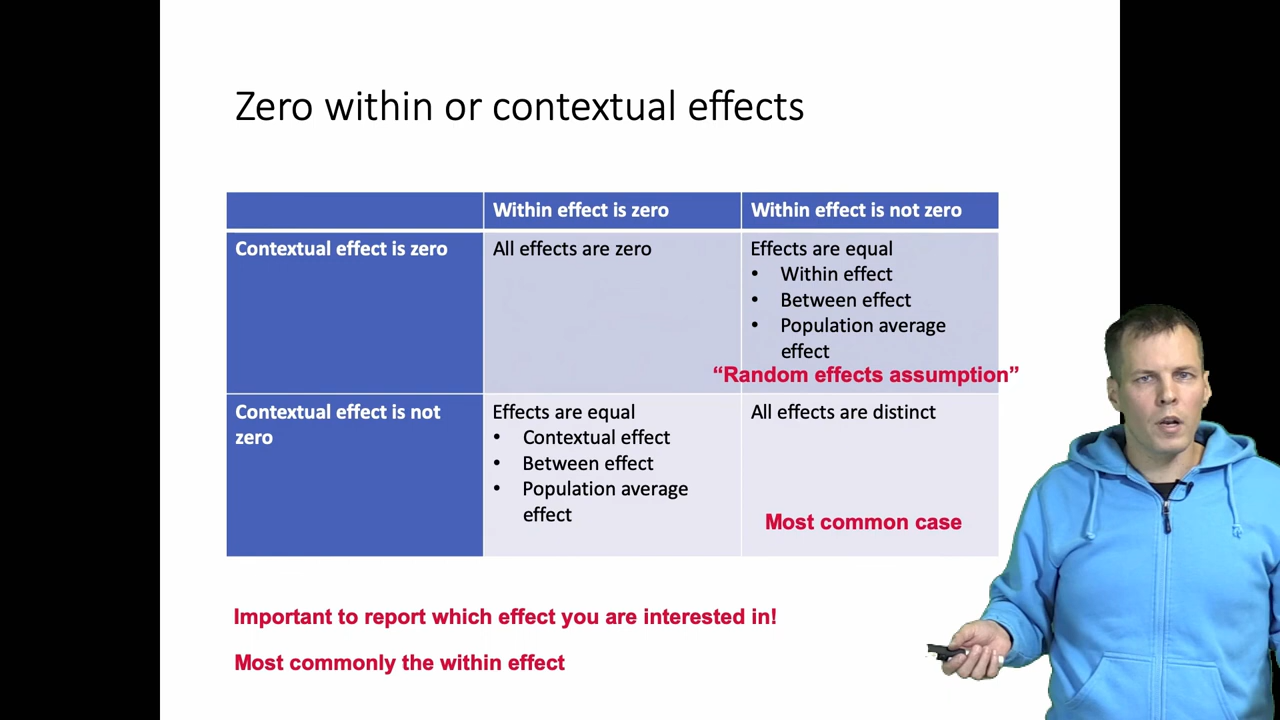 Zero within or contextual effects
Within effect is zero
Within effect is not zero
Contextual effect is zero
All effects are zero
Effects are equal
• Within effect
• Between effect
• Population average
effect
“Random effects assumption”
Contextual effect is not
zero
Effects are equal
• Contextual effect
• Between effect
• Population average
effect
All effects are distinct
Most common case
Important to report which effect you are interested in!
Most commonly the within effect